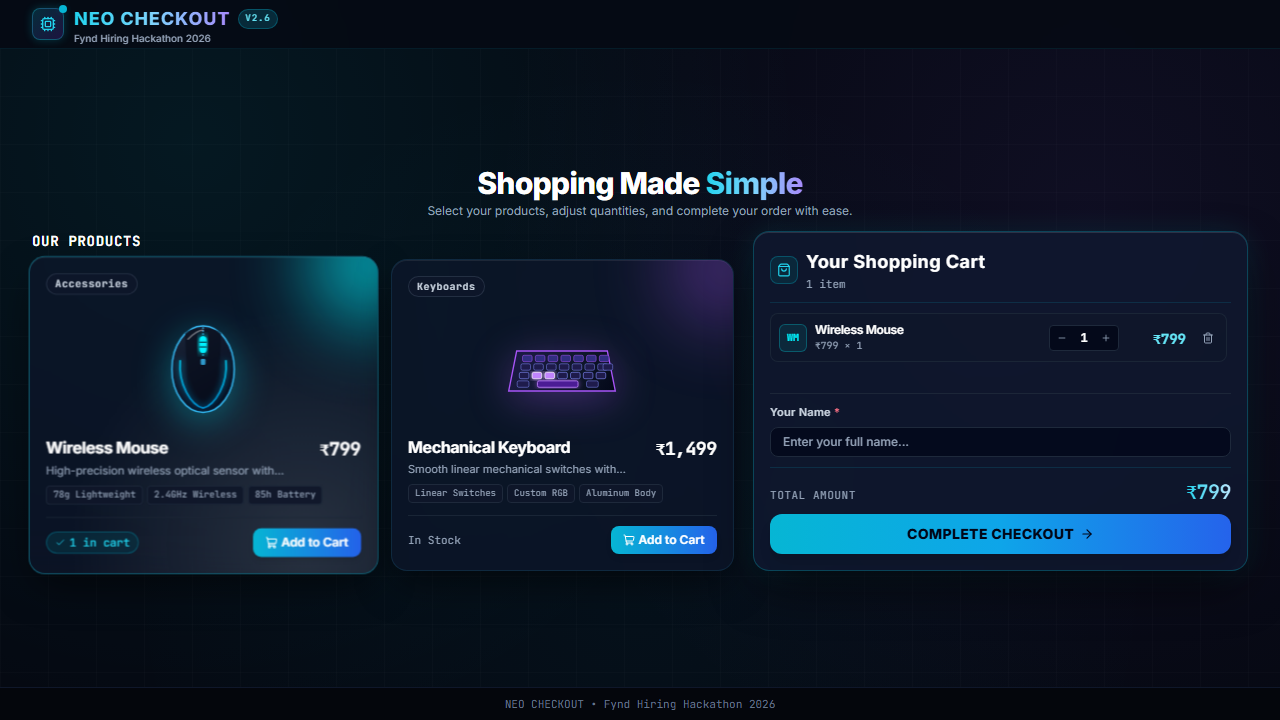 NEO CHECKOUT V2.6
Fynd Hiring Hackathon 2026
Shopping Made Simple
Select your products, adjust quantities, and complete your order with ease.
OUR PRODUCTS
Accessories
Wireless Mouse ₹799
High-precision wireless optical sensor with...
78g Lightweight 2.4GHz Wireless 85h Battery
1 in cart Add to Cart
Keyboards
Mechanical Keyboard ₹1,499
Smooth linear mechanical switches with...
Linear Switches Custom RGB Aluminum Body
In Stock Add to Cart
Your Shopping Cart
1 item
WM Wireless Mouse
₹799 × 1
− 1 + ₹799
Your Name *
Enter your full name...
TOTAL AMOUNT ₹799
COMPLETE CHECKOUT →
NEO CHECKOUT • Fynd Hiring Hackathon 2026